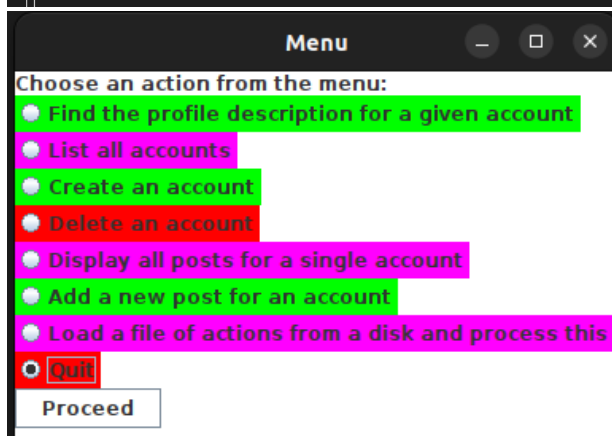 Menu
Choose an action from the menu:
Find the profile description for a given account
List all accounts
Create an account
Delete an account
Display all posts for a single account
Add a new post for an account
Load a file of actions from a disk and process this
Quit
Proceed